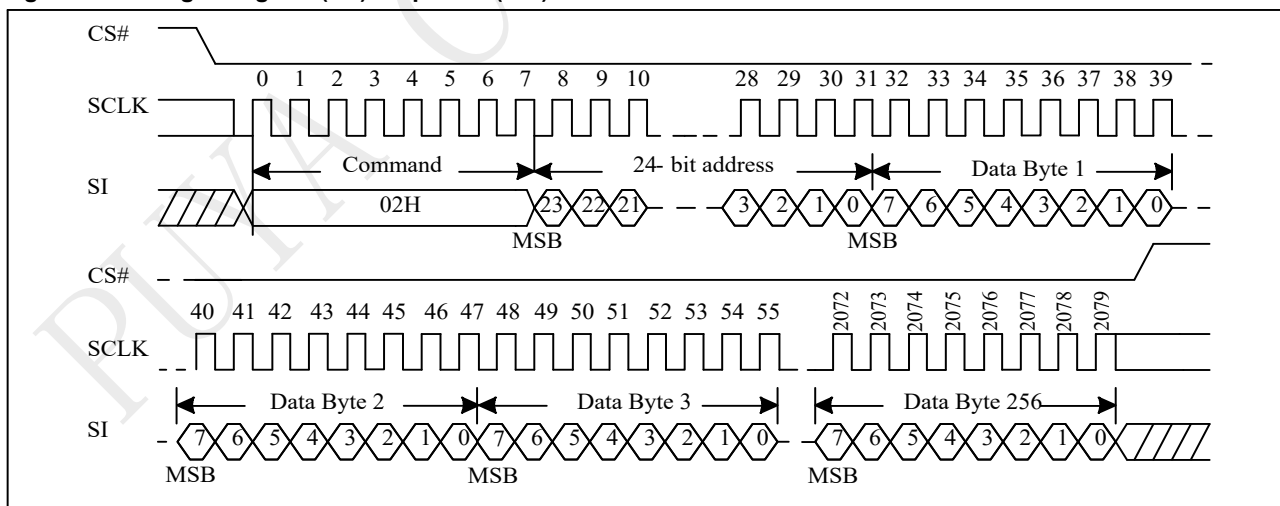 CS#
0 1 2 3 4 5 6 7 8 9 10 28 29 30 31 32 33 34 35 36 37 38 39
SCLK
Command 24- bit address Data Byte 1
SI
02H 23 22 21 3 2 1 0 7 6 5 4 3 2 1 0
MSB MSB
CS#
40 41 42 43 44 45 46 47 48 49 50 51 52 53 54 55 2072 2073 2074 2075 2076 2077 2078 2079
SCLK
Data Byte 2 Data Byte 3 Data Byte 256
SI
7 6 5 4 3 2 1 0 7 6 5 4 3 2 1 0 7 6 5 4 3 2 1 0
MSB MSB MSB